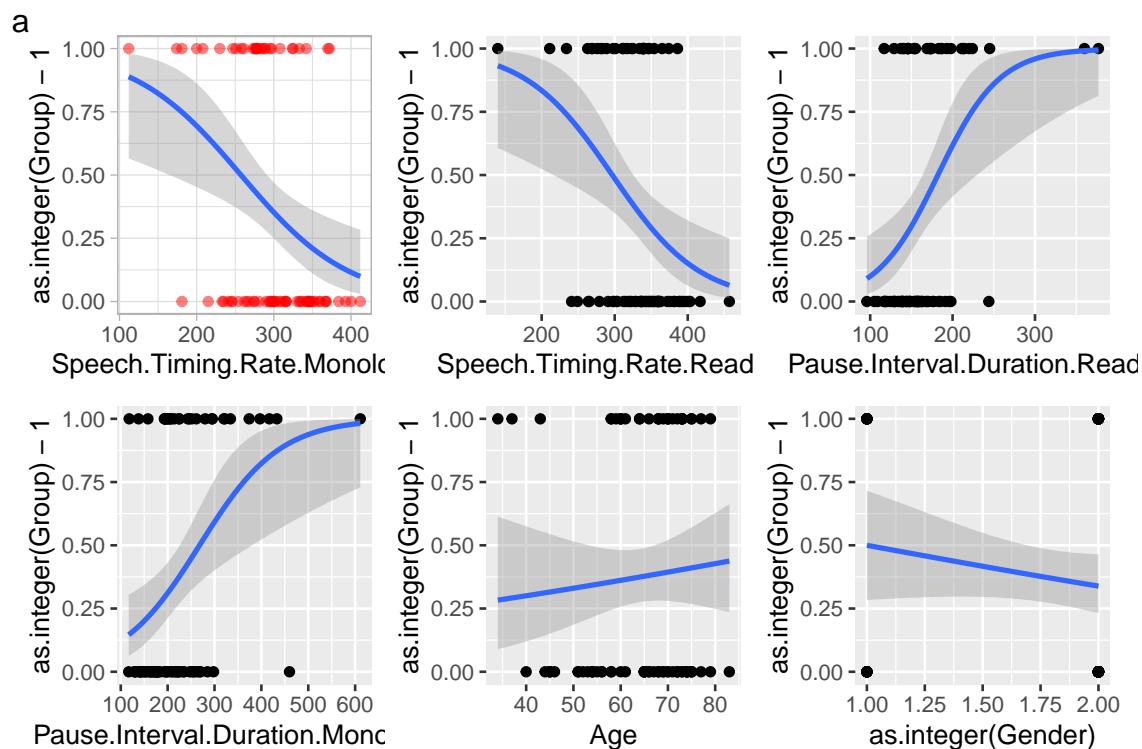 a
as.integer(Group) − 1
1.00
0.75
0.50
0.25
0.00
100 200 300 400
Speech.Timing.Rate.Monolo
as.integer(Group) − 1
1.00
0.75
0.50
0.25
0.00
200 300 400
Speech.Timing.Rate.Read
as.integer(Group) − 1
1.00
0.75
0.50
0.25
0.00
100 200 300
Pause.Interval.Duration.Read
as.integer(Group) − 1
1.00
0.75
0.50
0.25
0.00
100 200 300 400 500 600
Pause.Interval.Duration.Mono
as.integer(Group) − 1
1.00
0.75
0.50
0.25
0.00
40 50 60 70 80
Age
as.integer(Group) − 1
1.00
0.75
0.50
0.25
0.00
1.00 1.25 1.50 1.75 2.00
as.integer(Gender)